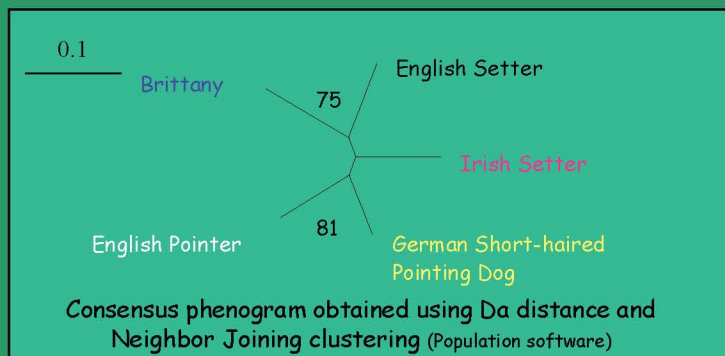 0.1
Brittany
75
English Setter
Irish Setter
English Pointer
81
German Short-haired
Pointing Dog
Consensus phenogram obtained using Da distance and
Neighbor Joining clustering (Population software)